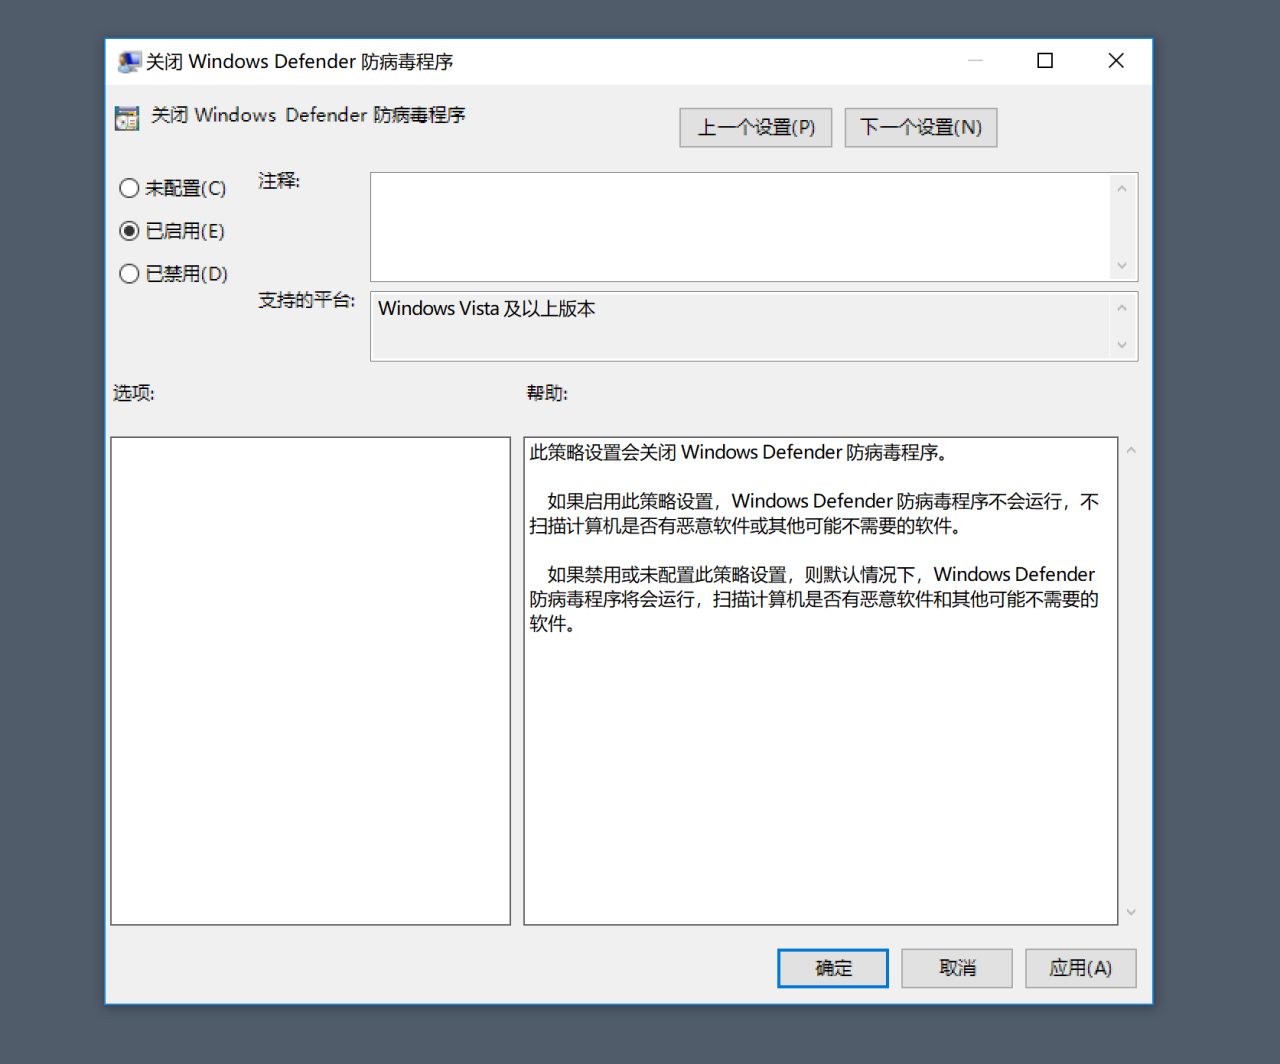 关闭 Windows Defender 防病毒程序
关闭 Windows Defender 防病毒程序
上一个设置(P)
下一个设置(N)
未配置(C)
注释:
已启用(E)
已禁用(D)
支持的平台:
Windows Vista 及以上版本
选项:
帮助:
此策略设置会关闭 Windows Defender 防病毒程序。
如果启用此策略设置，Windows Defender 防病毒程序不会运行，不
扫描计算机是否有恶意软件或其他可能不需要的软件。
如果禁用或未配置此策略设置，则默认情况下，Windows Defender
防病毒程序将会运行，扫描计算机是否有恶意软件和其他可能不需要的
软件。
确定
取消
应用(A)